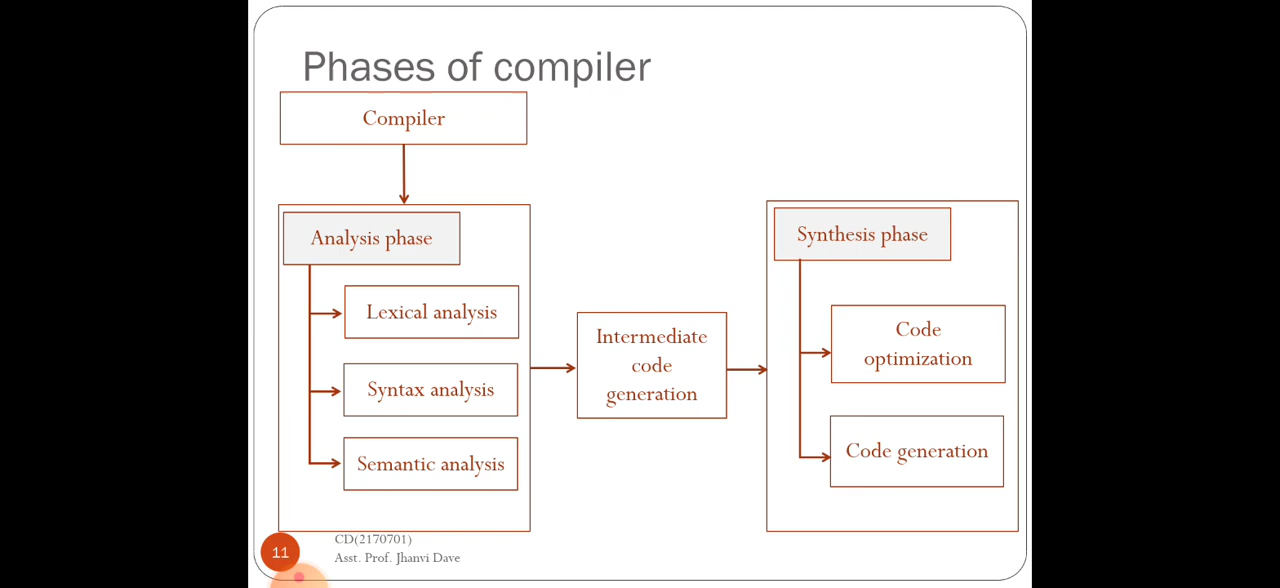 Phases of compiler
Compiler
Analysis phase
Lexical analysis
Syntax analysis
Semantic analysis
Intermediate
code
generation
Synthesis phase
Code
optimization
Code generation
11
CD(2170701)
Asst. Prof. Jhanvi Dave